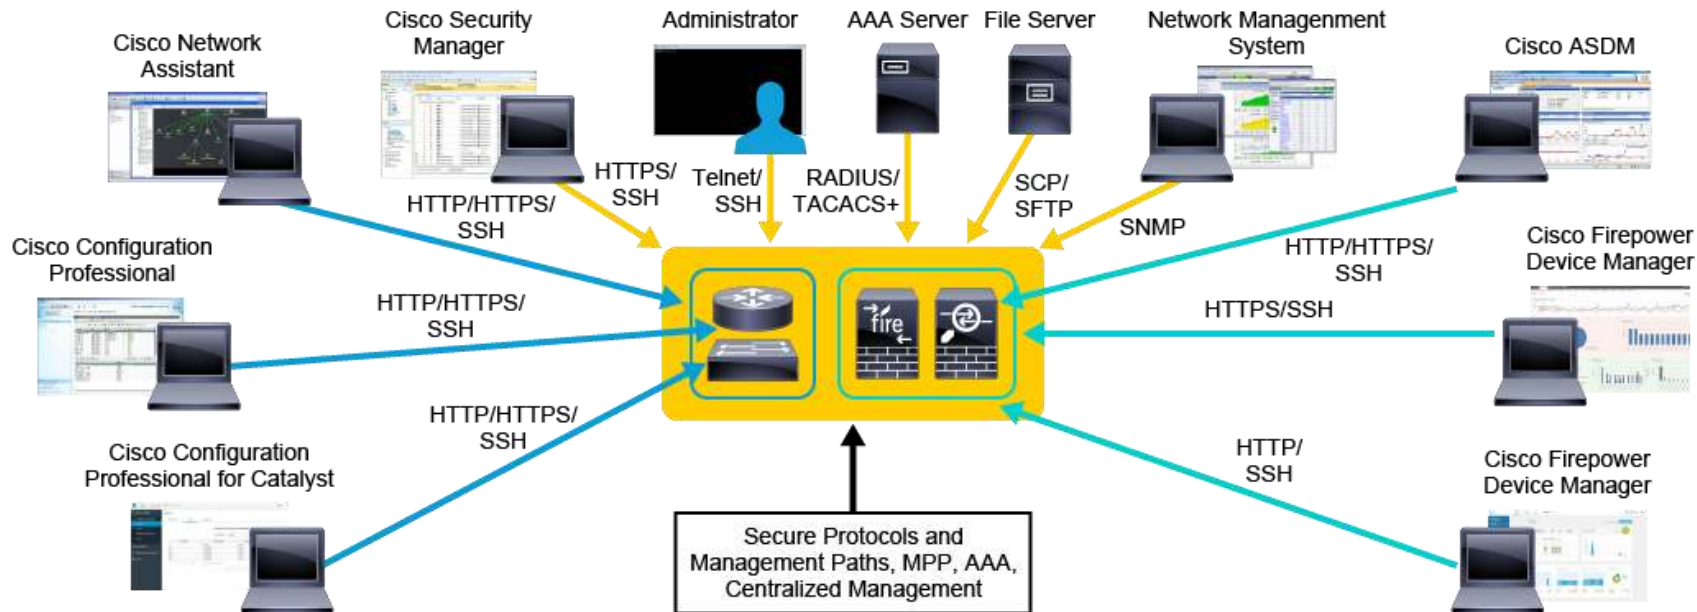 Cisco Network
Assistant
Cisco Security
Manager
Administrator
AAA Server
File Server
Network Managenment
System
Cisco ASDM
HTTP/HTTPS/
SSH
HTTPS/
SSH
Telnet/
SSH
RADIUS/
TACACS+
SCP/
SFTP
SNMP
HTTP/HTTPS/
SSH
Cisco Configuration
Professional
HTTP/HTTPS/
SSH
fire
HTTPS/SSH
Cisco Firepower
Device Manager
Cisco Configuration
Professional for Catalyst
HTTP/HTTPS/
SSH
HTTP/
SSH
Cisco Firepower
Device Manager
Secure Protocols and
Management Paths, MPP, AAA,
Centralized Management